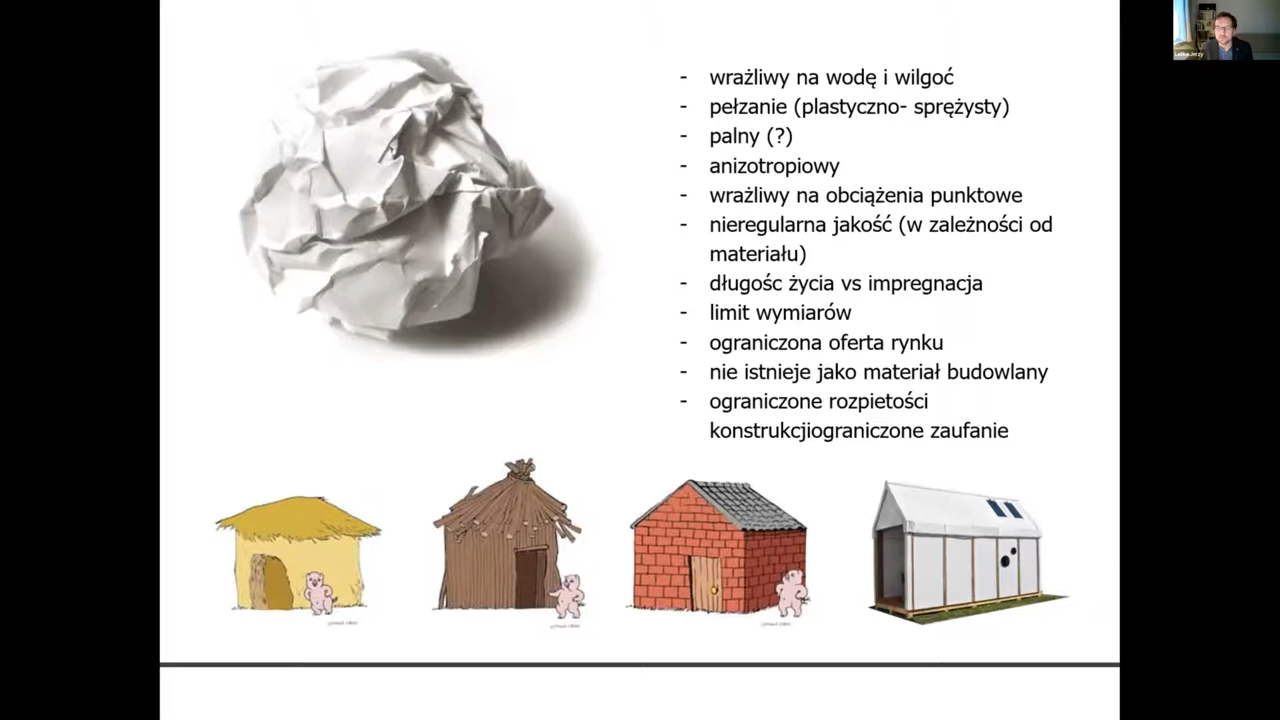 - wrażliwy na wodę i wilgoć
- pełzanie (plastyczno- sprężysty)
- palny (?)
- anizotropiowy
- wrażliwy na obciążenia punktowe
- nieregularna jakość (w zależności od
materiału)
- długośc życia vs impregnacja
- limit wymiarów
- ograniczona oferta rynku
- nie istnieje jako materiał budowlany
- ograniczone rozpietości
konstrukcjiograniczone zaufanie